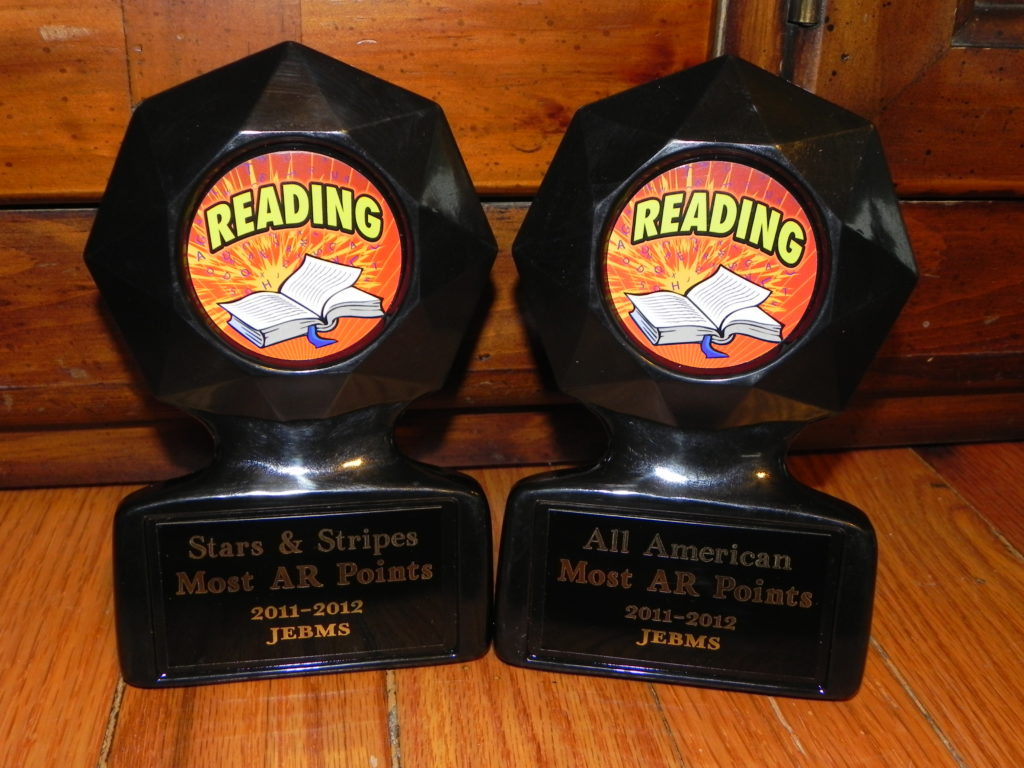 READING
Stars & Stripes
Most AR Points
2011-2012
JEBMS
READING
All American
Most AR Points
2011-2012
JEBMS